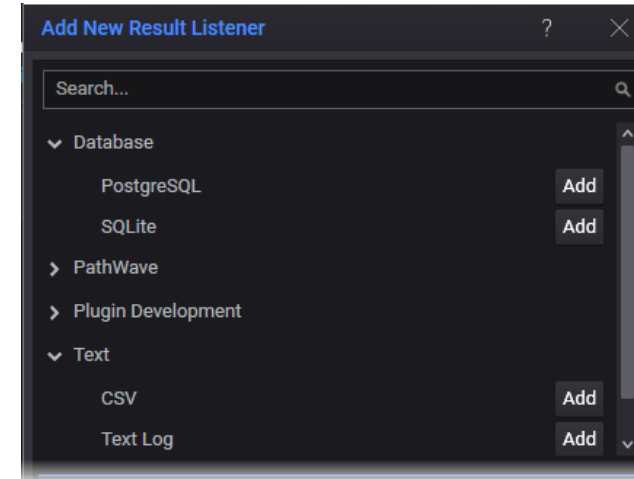 Add New Result Listener ?
Search...
Database
PostgreSQL Add
SQLite Add
PathWave
Plugin Development
Text
CSV Add
Text Log Add